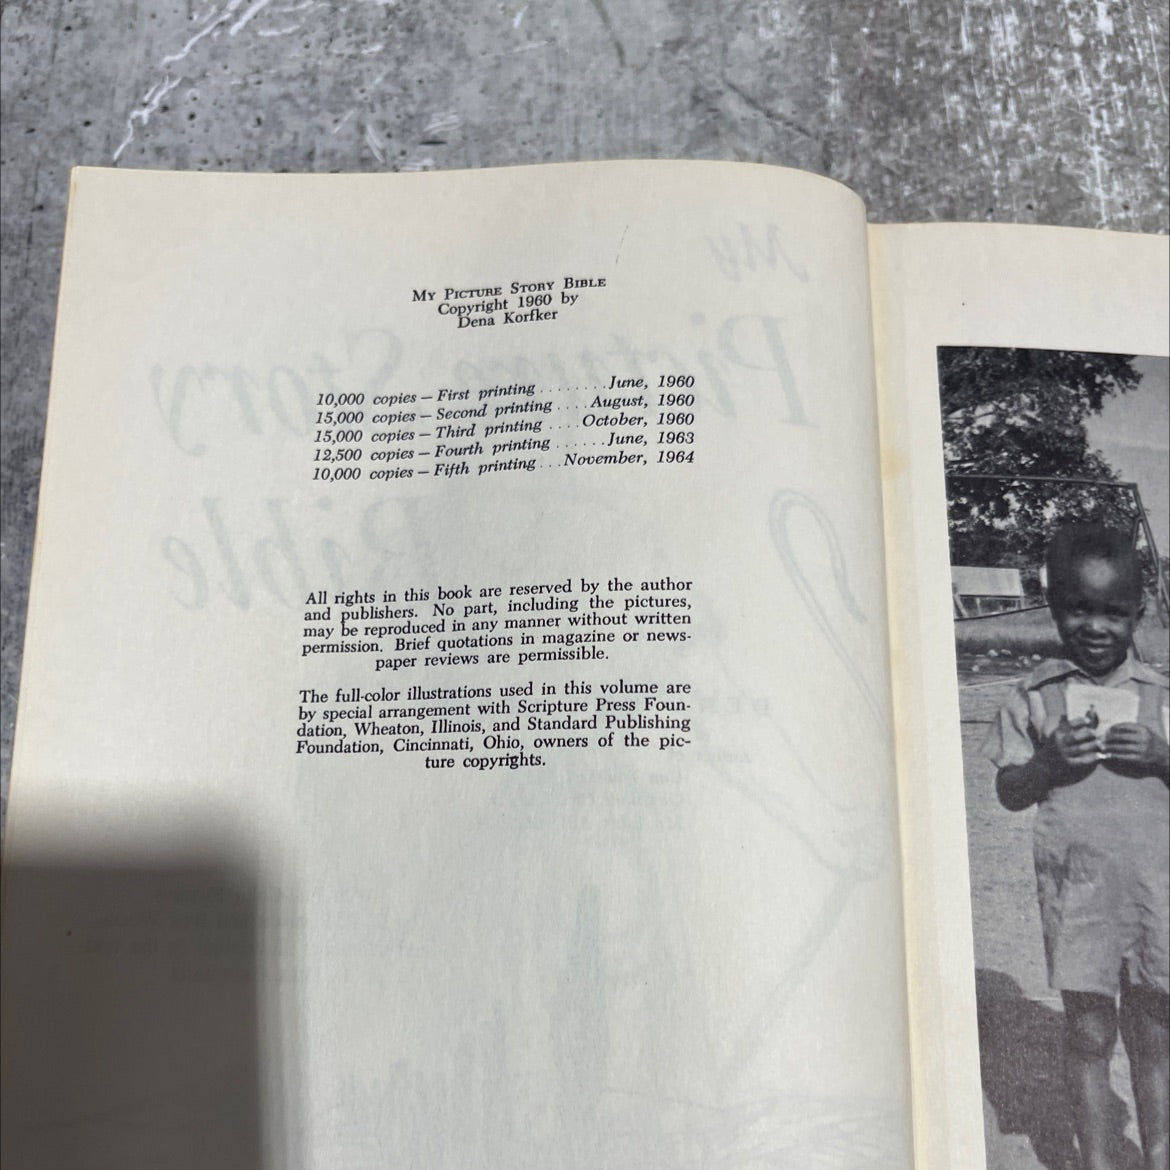 My Picture Story Bible
Copyright 1960 by
Dena Korfker
10,000 copies — First printing . . . . . . . . June, 1960
15,000 copies — Second printing . . . . August, 1960
15,000 copies — Third printing . . . . October, 1960
12,500 copies — Fourth printing . . . . . . June, 1963
10,000 copies — Fifth printing . . . November, 1964
All rights in this book are reserved by the author
and publishers. No part, including the pictures,
may be reproduced in any manner without written
permission. Brief quotations in magazine or news-
paper reviews are permissible.
The full-color illustrations used in this volume are
by special arrangement with Scripture Press Foun-
dation, Wheaton, Illinois, and Standard Publishing
Foundation, Cincinnati, Ohio, owners of the pic-
ture copyrights.
My
Picture Story
Bible